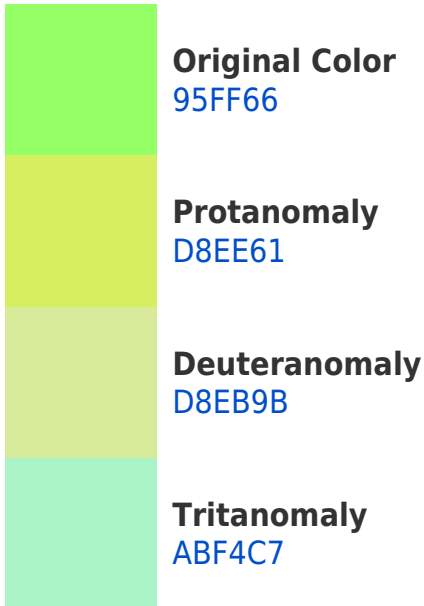 Original Color
95FF66
Protanomaly
D8EE61
Deuteranomaly
D8EB9B
Tritanomaly
ABF4C7